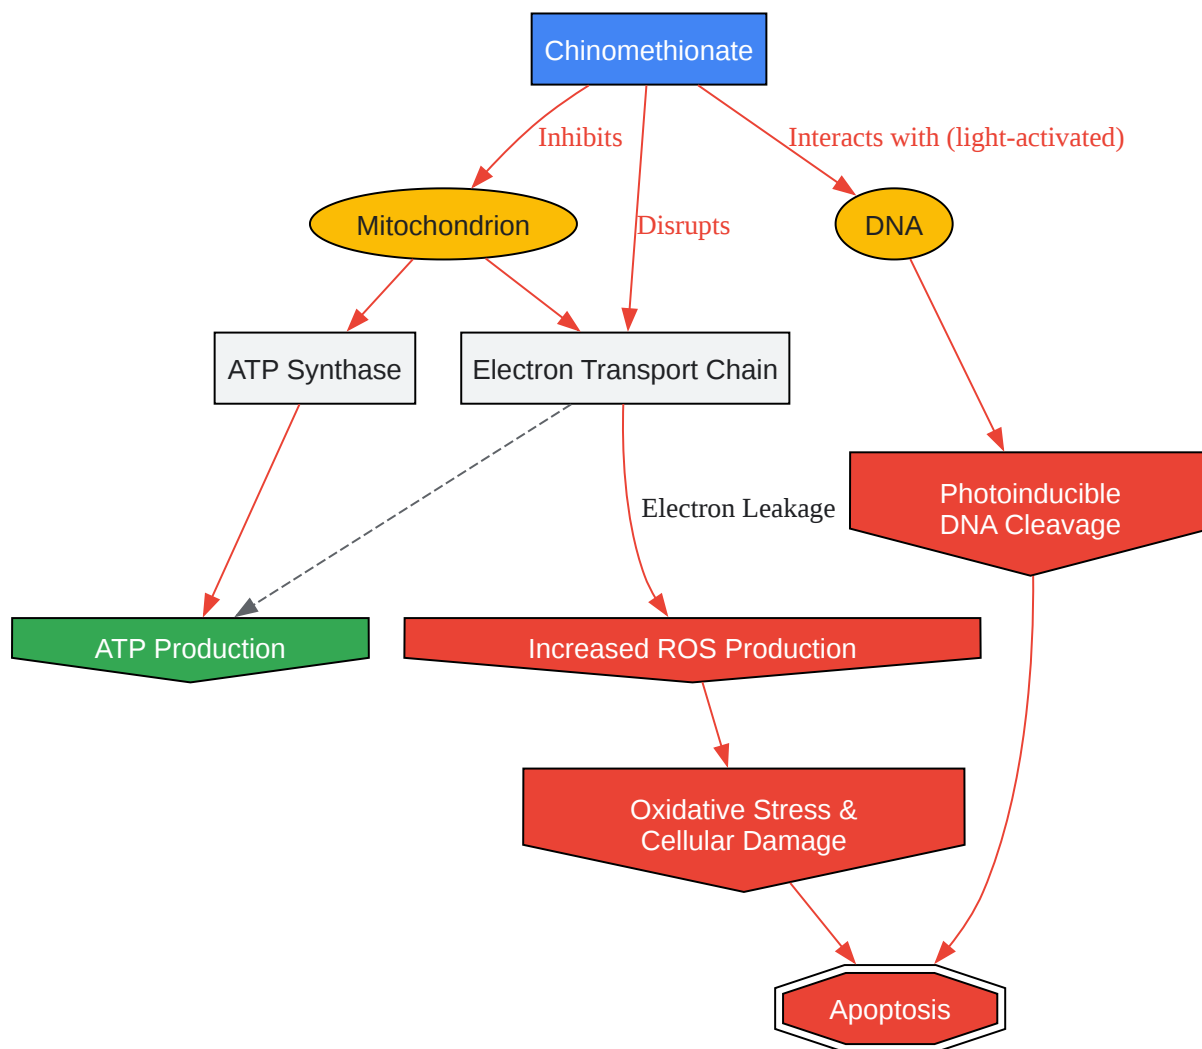 Chinomethionate
Inhibits
Interacts with (light-activated)
Mitochondrion
Disrupts
DNA
ATP Synthase
Electron Transport Chain
Photoinducible
DNA Cleavage
Electron Leakage
ATP Production
Increased ROS Production
Oxidative Stress &
Cellular Damage
Apoptosis